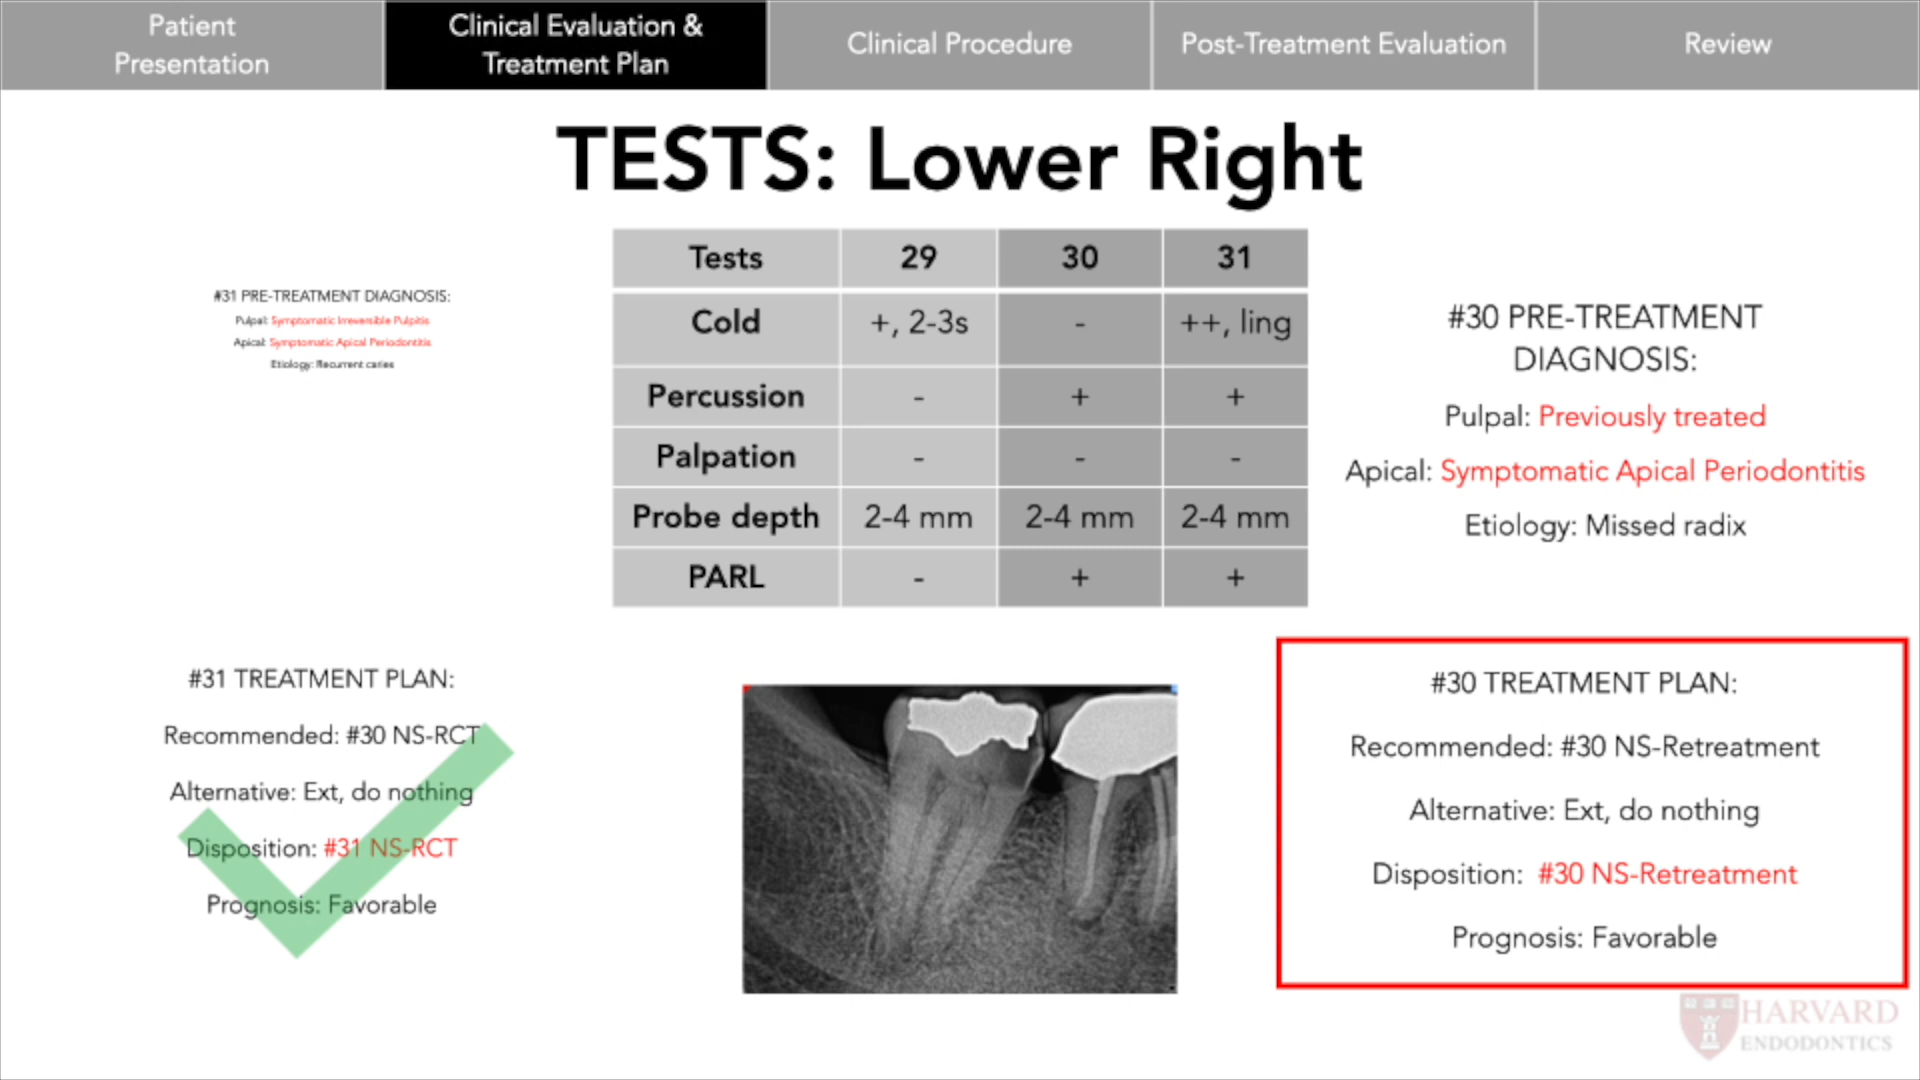 Patient
Presentation
Clinical Evaluation &
Treatment Plan
Clinical Procedure
Post-Treatment Evaluation
Review
TESTS: Lower Right
#31 PRE-TREATMENT DIAGNOSIS:
Pulpal: Symptomatic Irreversible Pulpitis
Apical: Symptomatic Apical Periodontitis
Etiology: Recurrent caries
Tests 29 30 31
Cold +, 2-3s - ++, ling
Percussion - + +
Palpation - - -
Probe depth 2-4 mm 2-4 mm 2-4 mm
PARL - + +
#30 PRE-TREATMENT
DIAGNOSIS:
Pulpal: Previously treated
Apical: Symptomatic Apical Periodontitis
Etiology: Missed radix
#31 TREATMENT PLAN:
Recommended: #30 NS-RCT
Alternative: Ext, do nothing
Disposition: #31 NS-RCT
Prognosis: Favorable
#30 TREATMENT PLAN:
Recommended: #30 NS-Retreatment
Alternative: Ext, do nothing
Disposition: #30 NS-Retreatment
Prognosis: Favorable
HARVARD
ENDODONTICS